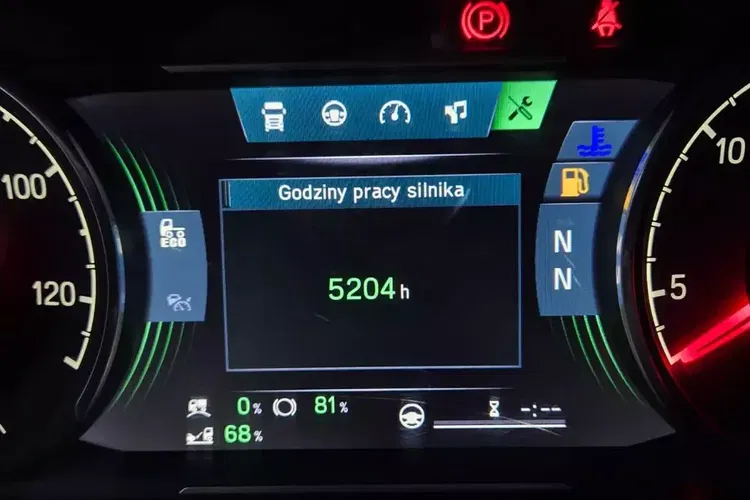 P
Godziny pracy silnika
100
120
ECO
5204 h
10
N
N
5
0 % 81 % -:--
68 %